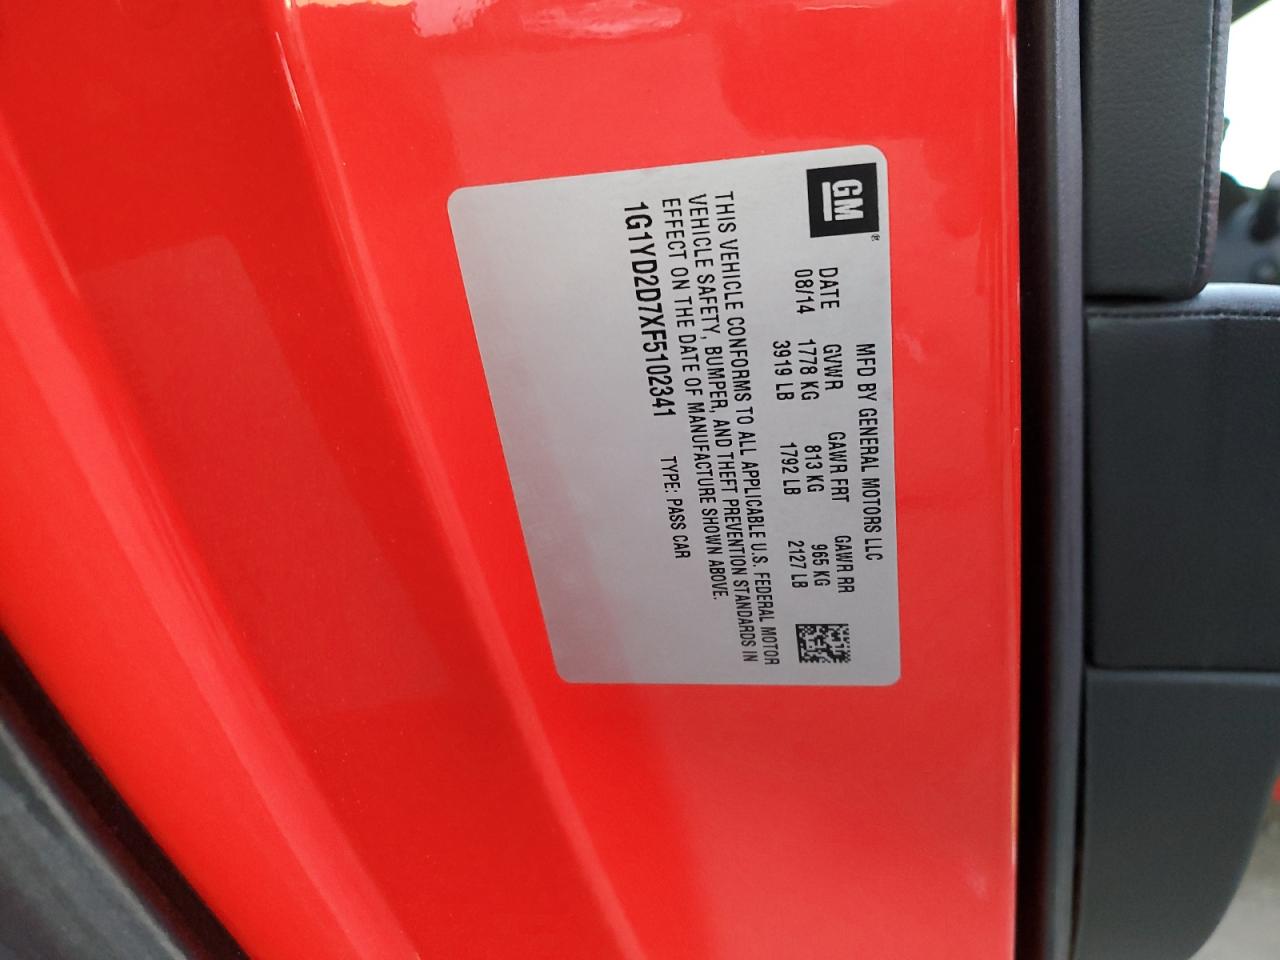 GM®
MFD BY GENERAL MOTORS LLC
DATE GVWR GAWR FRT GAWR RR
08/14 1778 KG 813 KG 965 KG
3919 LB 1792 LB 2127 LB
THIS VEHICLE CONFORMS TO ALL APPLICABLE U.S. FEDERAL MOTOR
VEHICLE SAFETY, BUMPER, AND THEFT PREVENTION STANDARDS IN
EFFECT ON THE DATE OF MANUFACTURE SHOWN ABOVE.
1G1YD2D7XF5102341 TYPE: PASS CAR